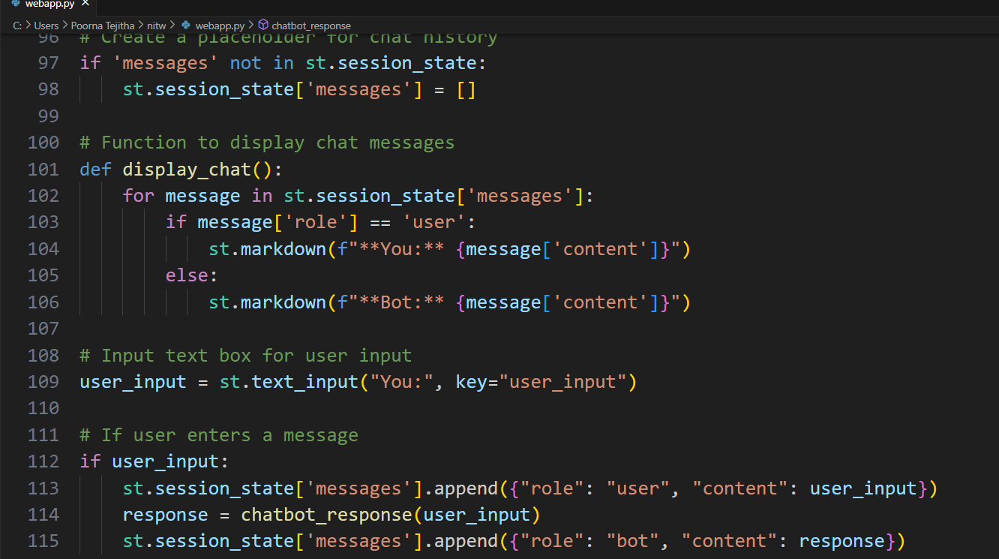 webapp.py ×
C: > Users > Poorna Tejitha > nitw > webapp.py > chatbot_response
96 # Create a placeholder for chat history
97 if 'messages' not in st.session_state:
98     st.session_state['messages'] = []
99
100 # Function to display chat messages
101 def display_chat():
102     for message in st.session_state['messages']:
103         if message['role'] == 'user':
104             st.markdown(f"**You:** {message['content']}")
105         else:
106             st.markdown(f"**Bot:** {message['content']}")
107
108 # Input text box for user input
109 user_input = st.text_input("You:", key="user_input")
110
111 # If user enters a message
112 if user_input:
113     st.session_state['messages'].append({"role": "user", "content": user_input})
114     response = chatbot_response(user_input)
115     st.session_state['messages'].append({"role": "bot", "content": response})